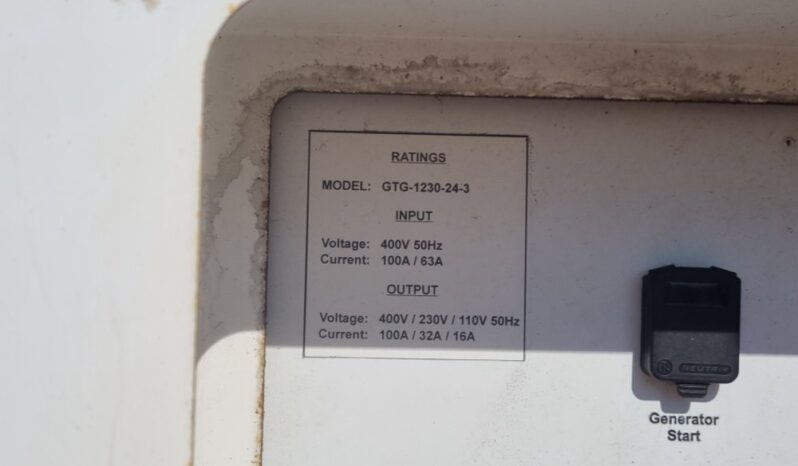 RATINGS
MODEL: GTG-1230-24-3
INPUT
Voltage: 400V 50Hz
Current: 100A / 63A
OUTPUT
Voltage: 400V / 230V / 110V 50Hz
Current: 100A / 32A / 16A
NEUTRIK
Generator
Start